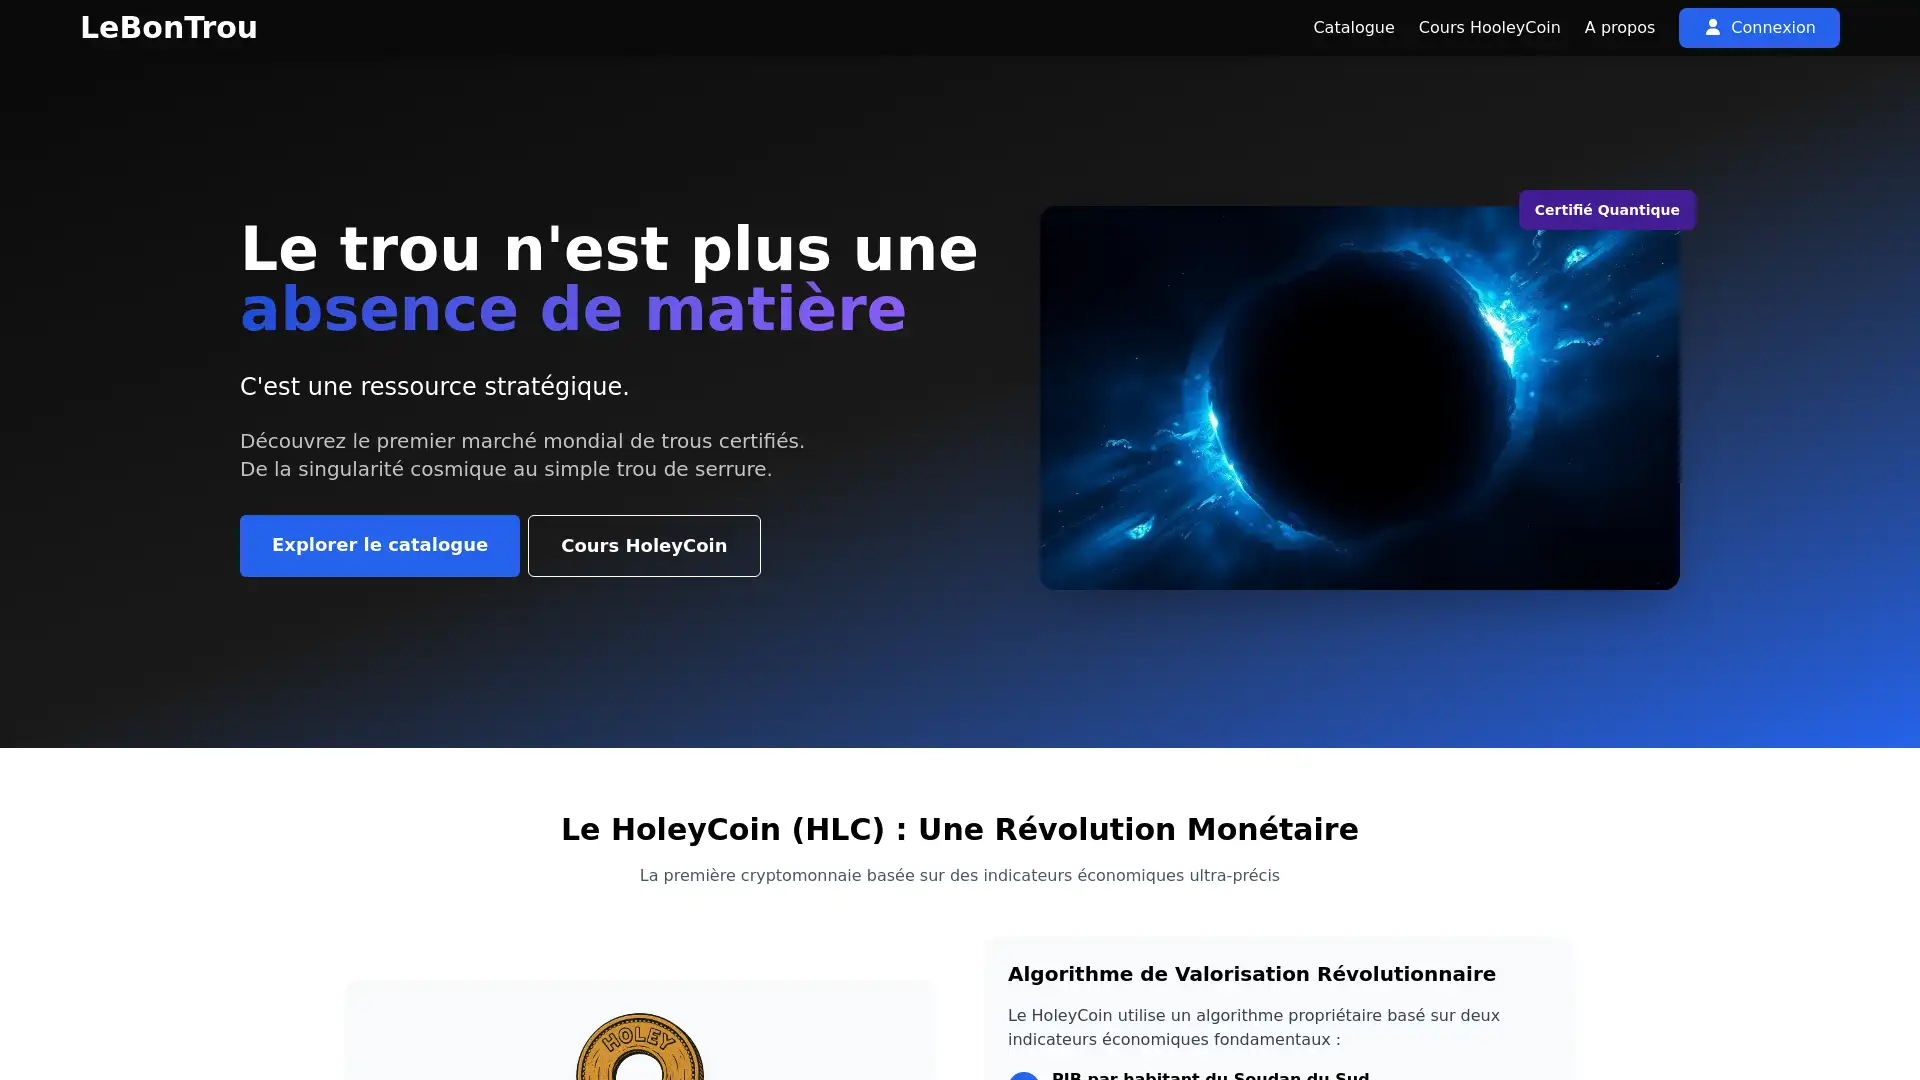 LeBonTrou
Catalogue
Cours HooleyCoin
A propos
Connexion
Certifié Quantique
Le trou n'est plus une
absence de matière
C'est une ressource stratégique.
Découvrez le premier marché mondial de trous certifiés.
De la singularité cosmique au simple trou de serrure.
Explorer le catalogue
Cours HoleyCoin
Le HoleyCoin (HLC) : Une Révolution Monétaire
La première cryptomonnaie basée sur des indicateurs économiques ultra-précis
HOLEY
Algorithme de Valorisation Révolutionnaire
Le HoleyCoin utilise un algorithme propriétaire basé sur deux
indicateurs économiques fondamentaux :
PIB par habitant du Soudan du Sud